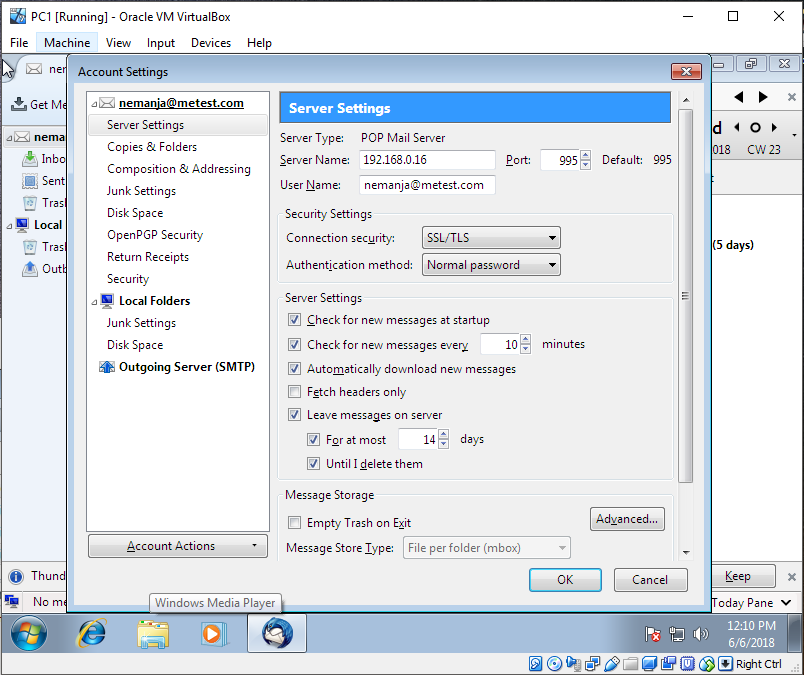 PC1 [Running] - Oracle VM VirtualBox
File Machine View Input Devices Help
Account Settings
Get Me
nemanja@metest.com
Server Settings
Copies & Folders
Composition & Addressing
Junk Settings
Disk Space
OpenPGP Security
Return Receipts
Security
Local Folders
Junk Settings
Disk Space
Outgoing Server (SMTP)
Account Actions
nema
Inbo
Sent
Trash
Local
Trash
Outb
Server Settings
Server Type: POP Mail Server
Server Name: 192.168.0.16 Port: 995 Default: 995
User Name: nemanja@metest.com
Security Settings
Connection security: SSL/TLS
Authentication method: Normal password
Server Settings
Check for new messages at startup
Check for new messages every 10 minutes
Automatically download new messages
Fetch headers only
Leave messages on server
For at most 14 days
Until I delete them
Message Storage
Empty Trash on Exit
Advanced...
Message Store Type: File per folder (mbox)
OK Cancel
d
018 CW 23
(5 days)
Thund
Keep
No me
Today Pane
Windows Media Player
12:10 PM
6/6/2018
Right Ctrl